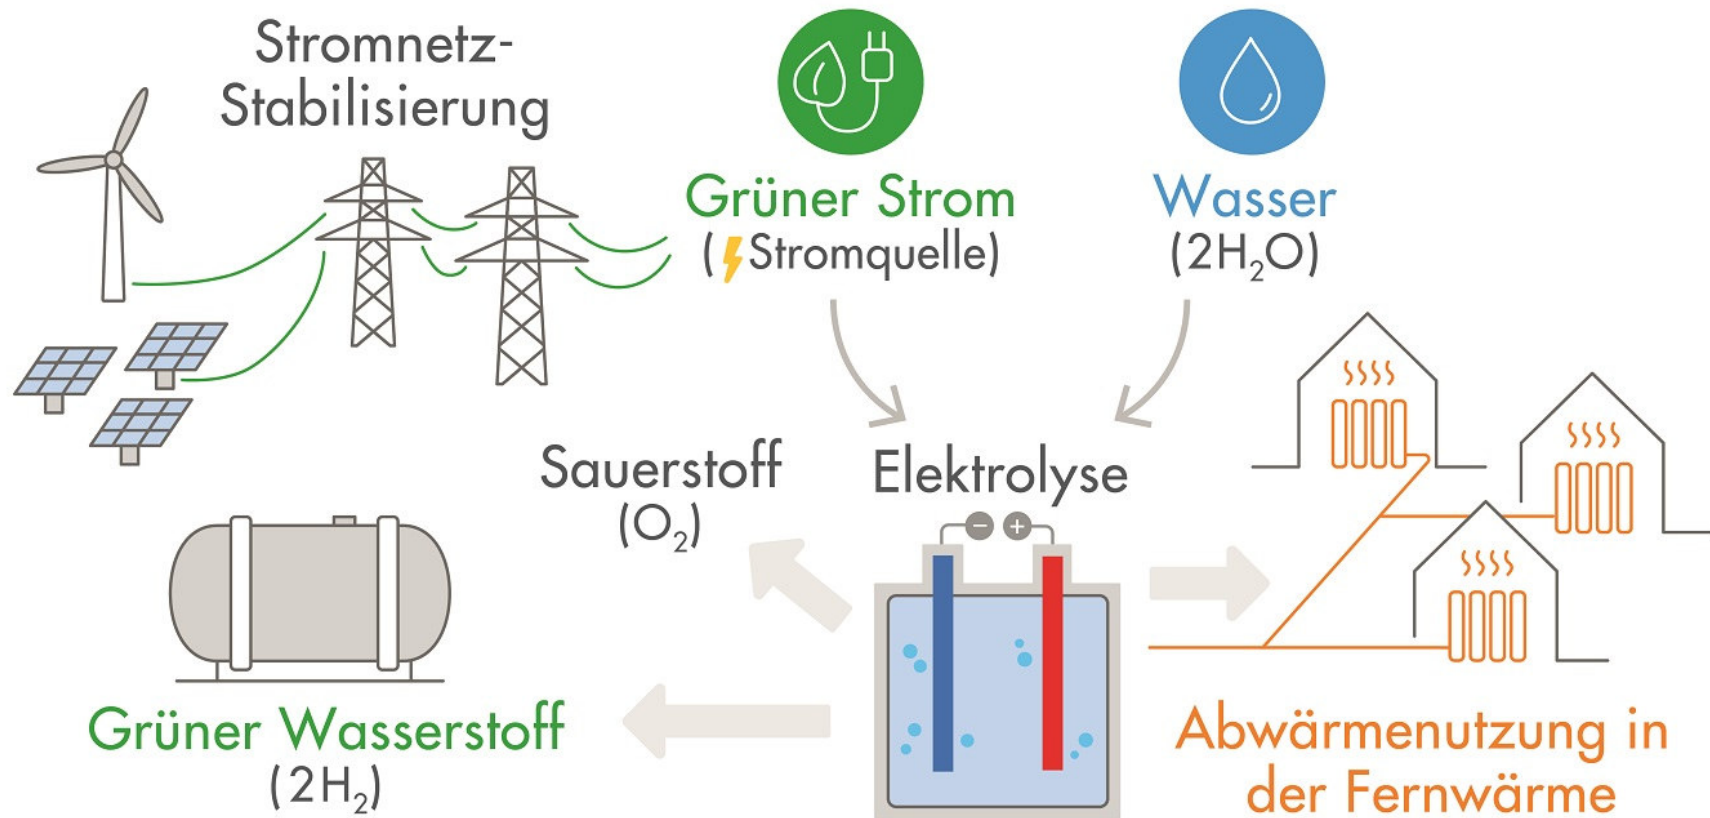 Stromnetz-
Stabilisierung
Grüner Strom
(Stromquelle)
Wasser
(2H₂O)
Sauerstoff
(O₂)
Elektrolyse
− +
Grüner Wasserstoff
(2H₂)
Abwärmenutzung in
der Fernwärme